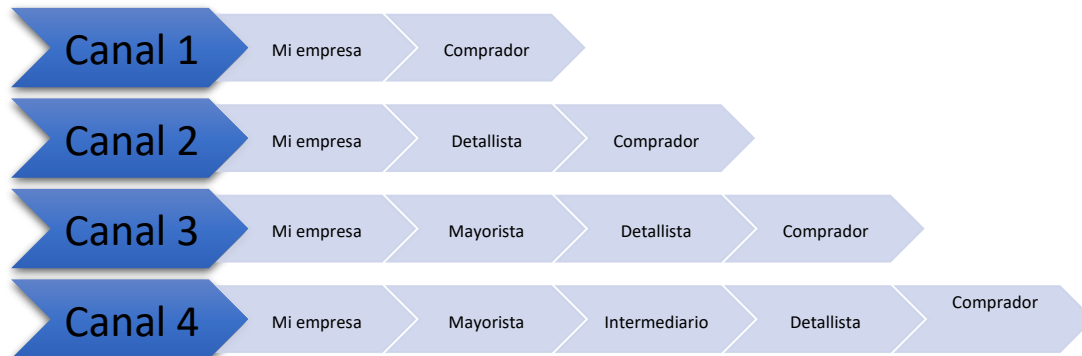 Canal 1 Mi empresa Comprador
Canal 2 Mi empresa Detallista Comprador
Canal 3 Mi empresa Mayorista Detallista Comprador
Canal 4 Mi empresa Mayorista Intermediario Detallista Comprador